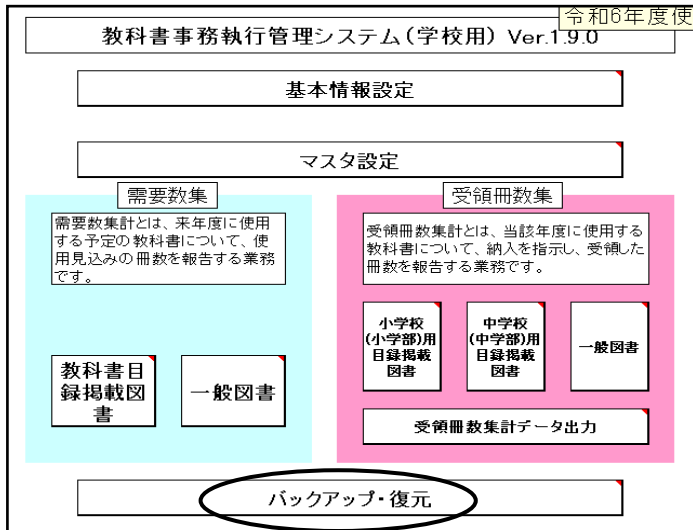 令和6年度使
教科書事務執行管理システム(学校用) Ver.1.9.0
基本情報設定
マスタ設定
需要数集
需要数集計とは、来年度に使用
する予定の教科書について、使
用見込みの冊数を報告する業務
です。
教科書目
録掲載図
書
一般図書
受領冊数集
受領冊数集計とは、当該年度に使用する
教科書について、納入を指示し、受領した
冊数を報告する業務です。
小学校
(小学部)用
目録掲載
図書
中学校
(中学部)用
目録掲載
図書
一般図書
受領冊数集計データ出力
バックアップ・復元